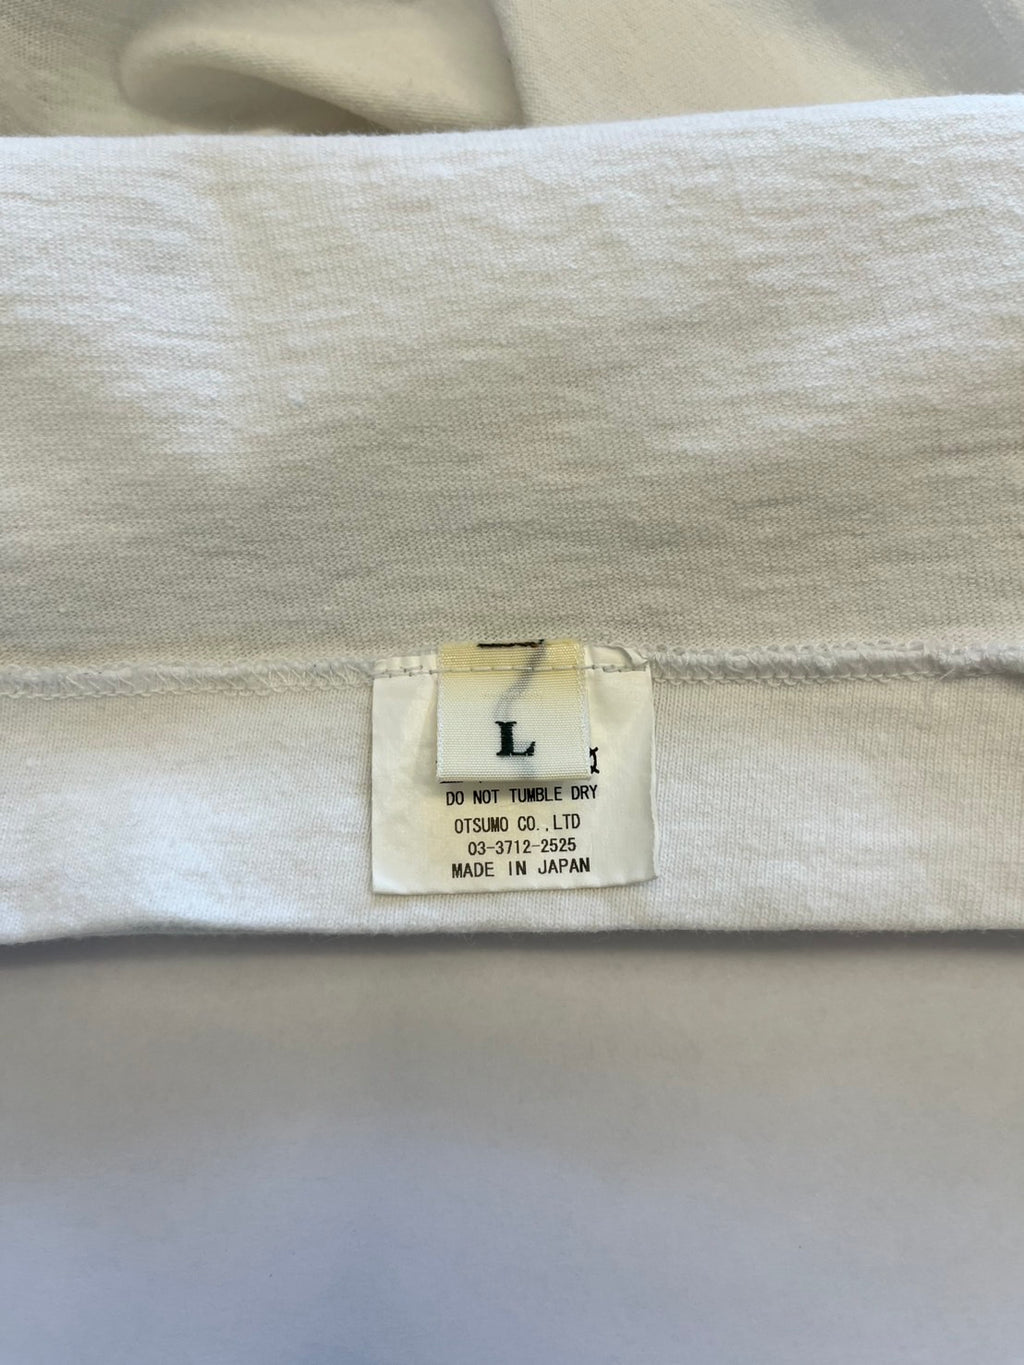 L
DO NOT TUMBLE DRY
OTSUMO CO.,LTD
03-3712-2525
MADE IN JAPAN